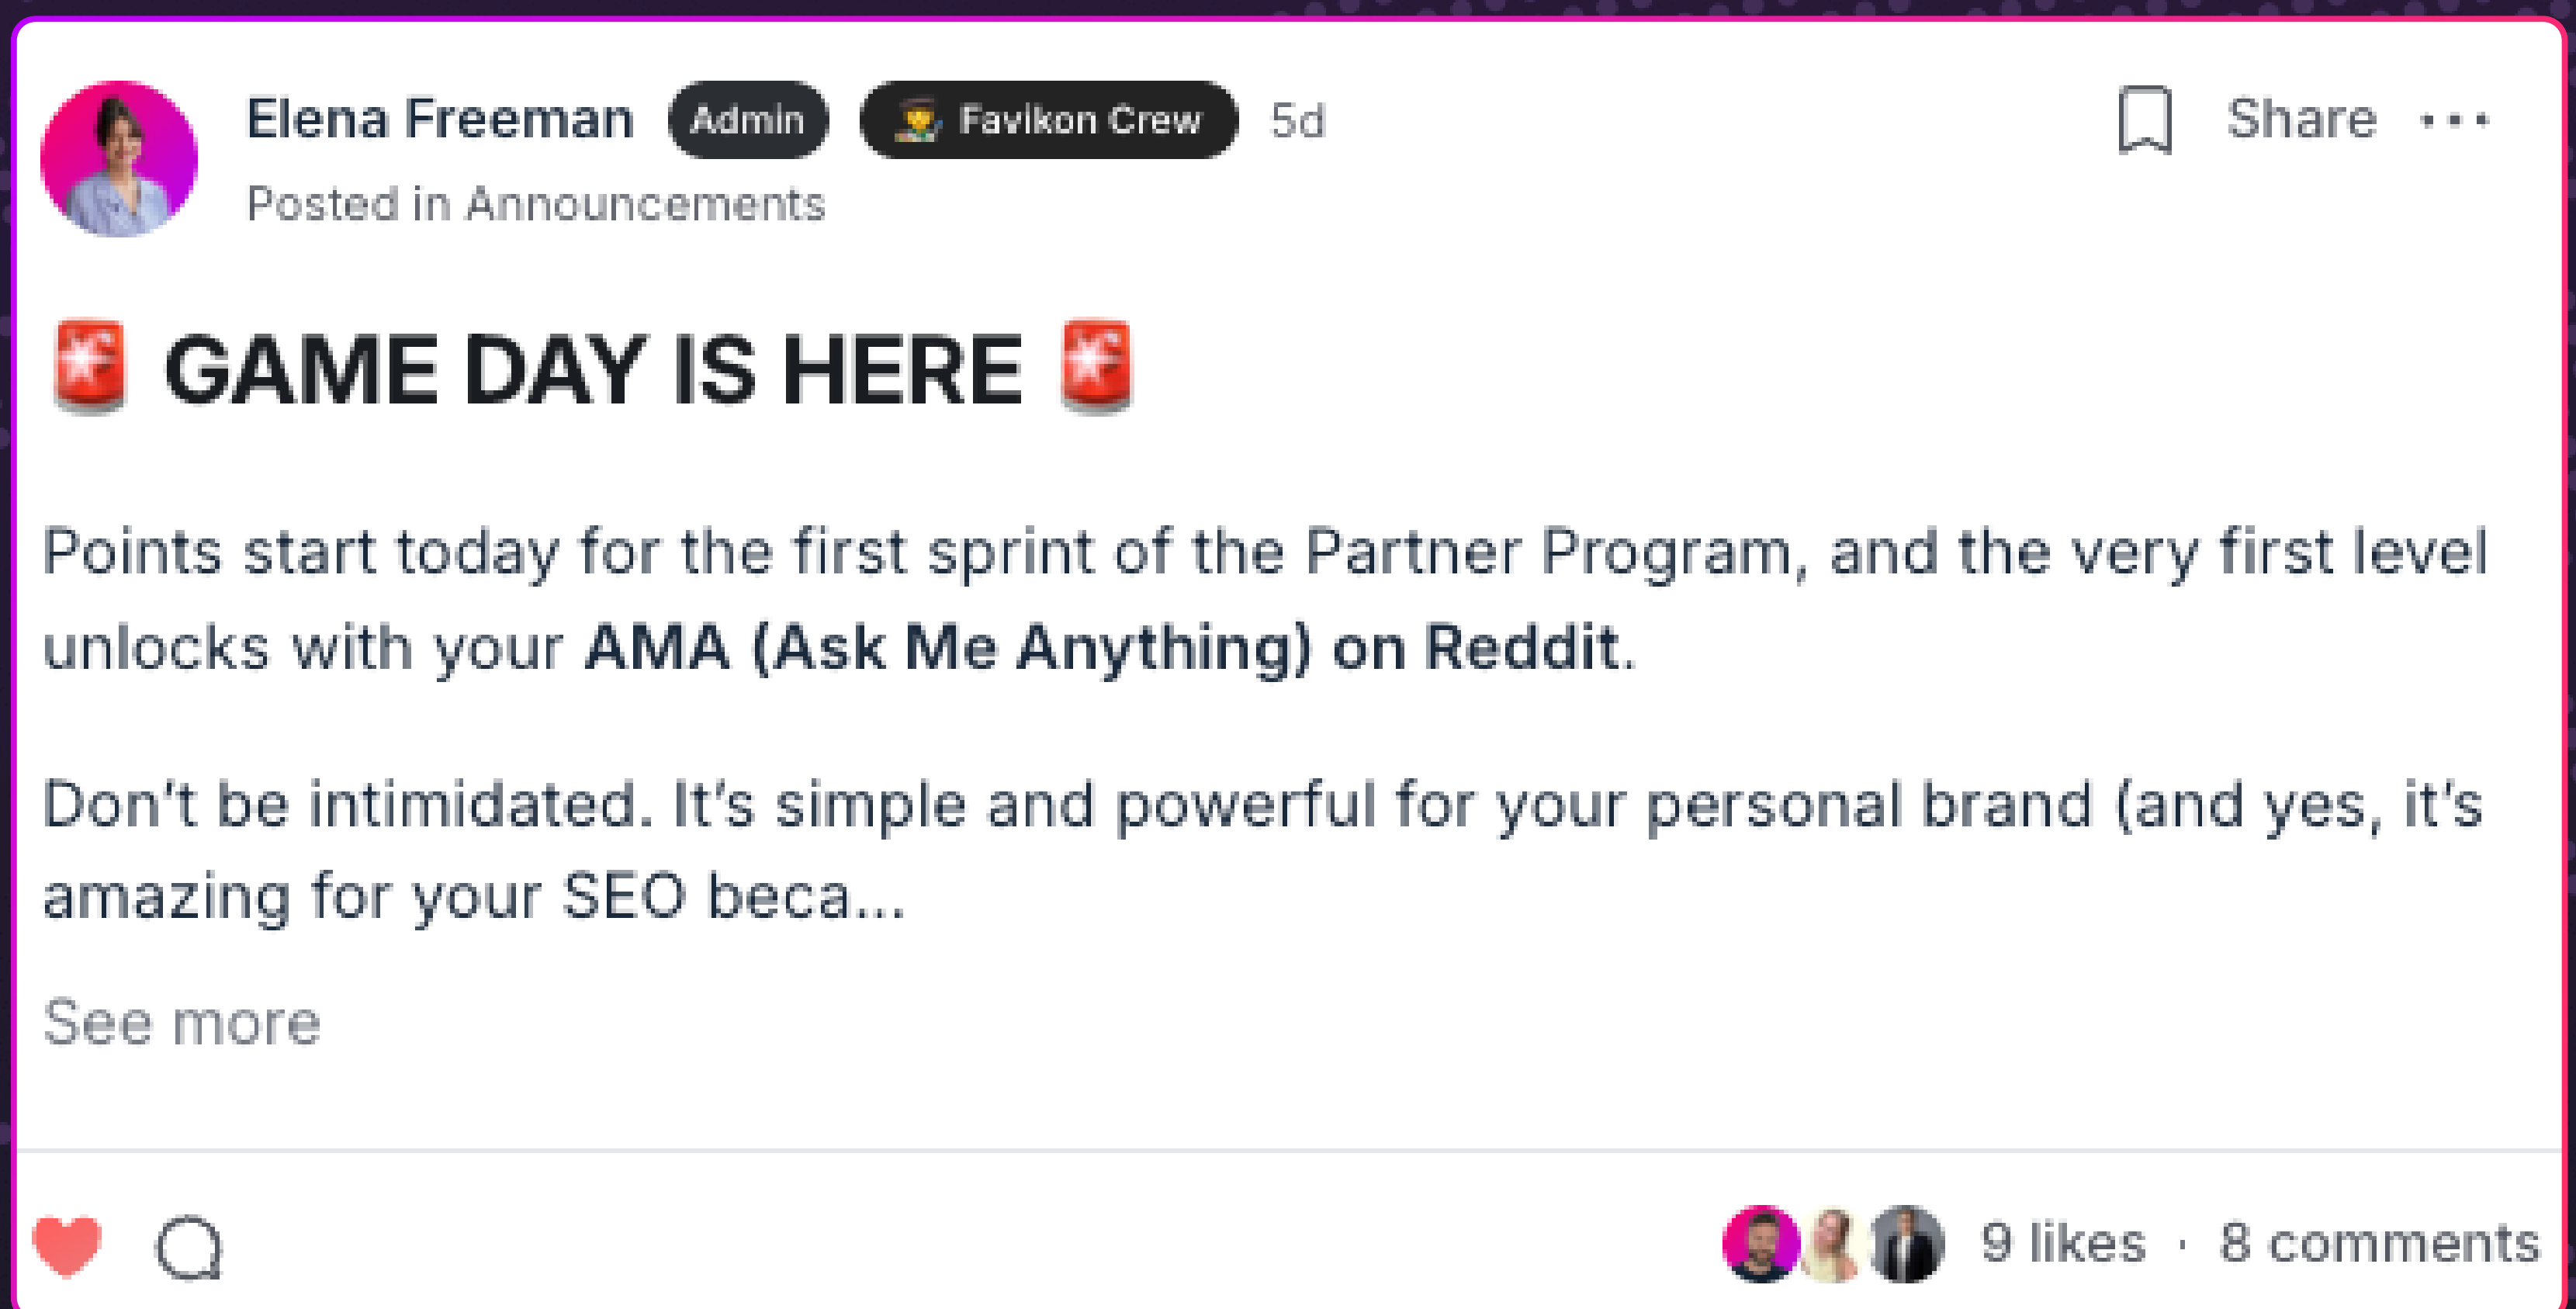 Elena Freeman Admin Favikon Crew 5d Share ...
Posted in Announcements
🚨 GAME DAY IS HERE 🚨
Points start today for the first sprint of the Partner Program, and the very first level
unlocks with your AMA (Ask Me Anything) on Reddit.
Don’t be intimidated. It’s simple and powerful for your personal brand (and yes, it’s
amazing for your SEO beca...
See more
9 likes · 8 comments